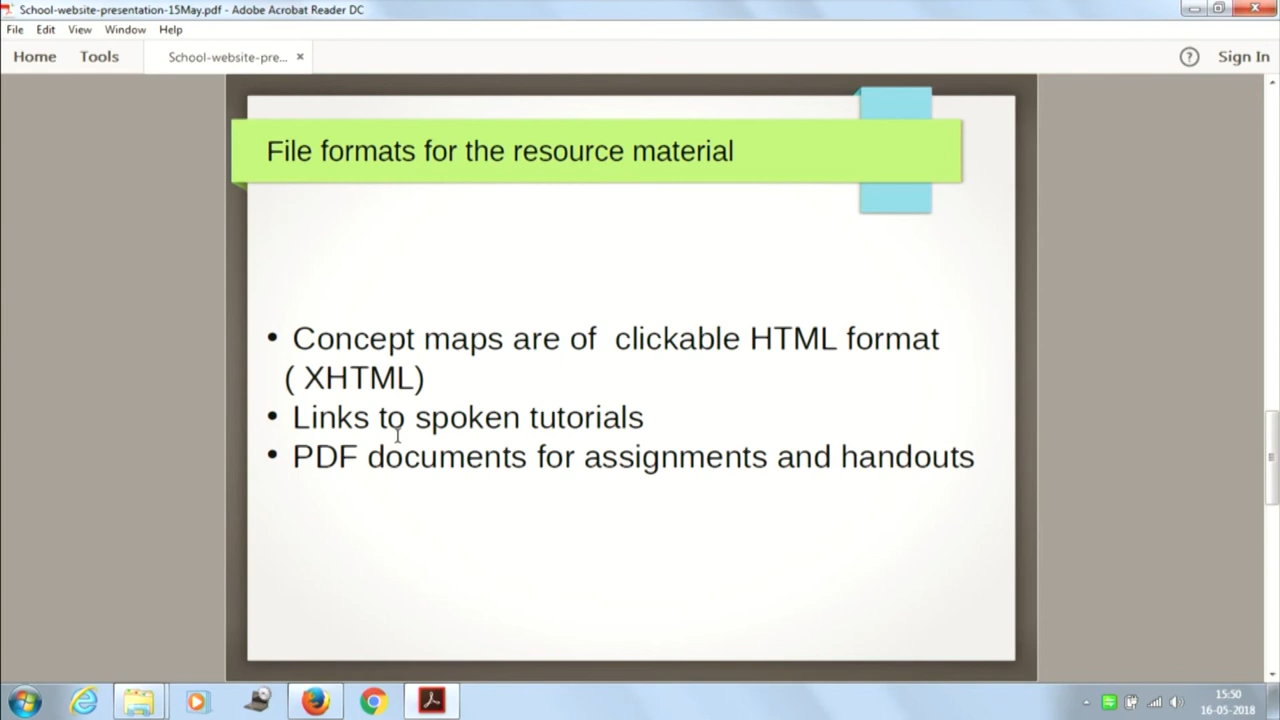 School-website-presentation-15May.pdf - Adobe Acrobat Reader DC
File Edit View Window Help
Home Tools School-website-pre... × ? Sign In
File formats for the resource material
• Concept maps are of clickable HTML format
( XHTML)
• Links to spoken tutorials
• PDF documents for assignments and handouts
15:50
16-05-2018